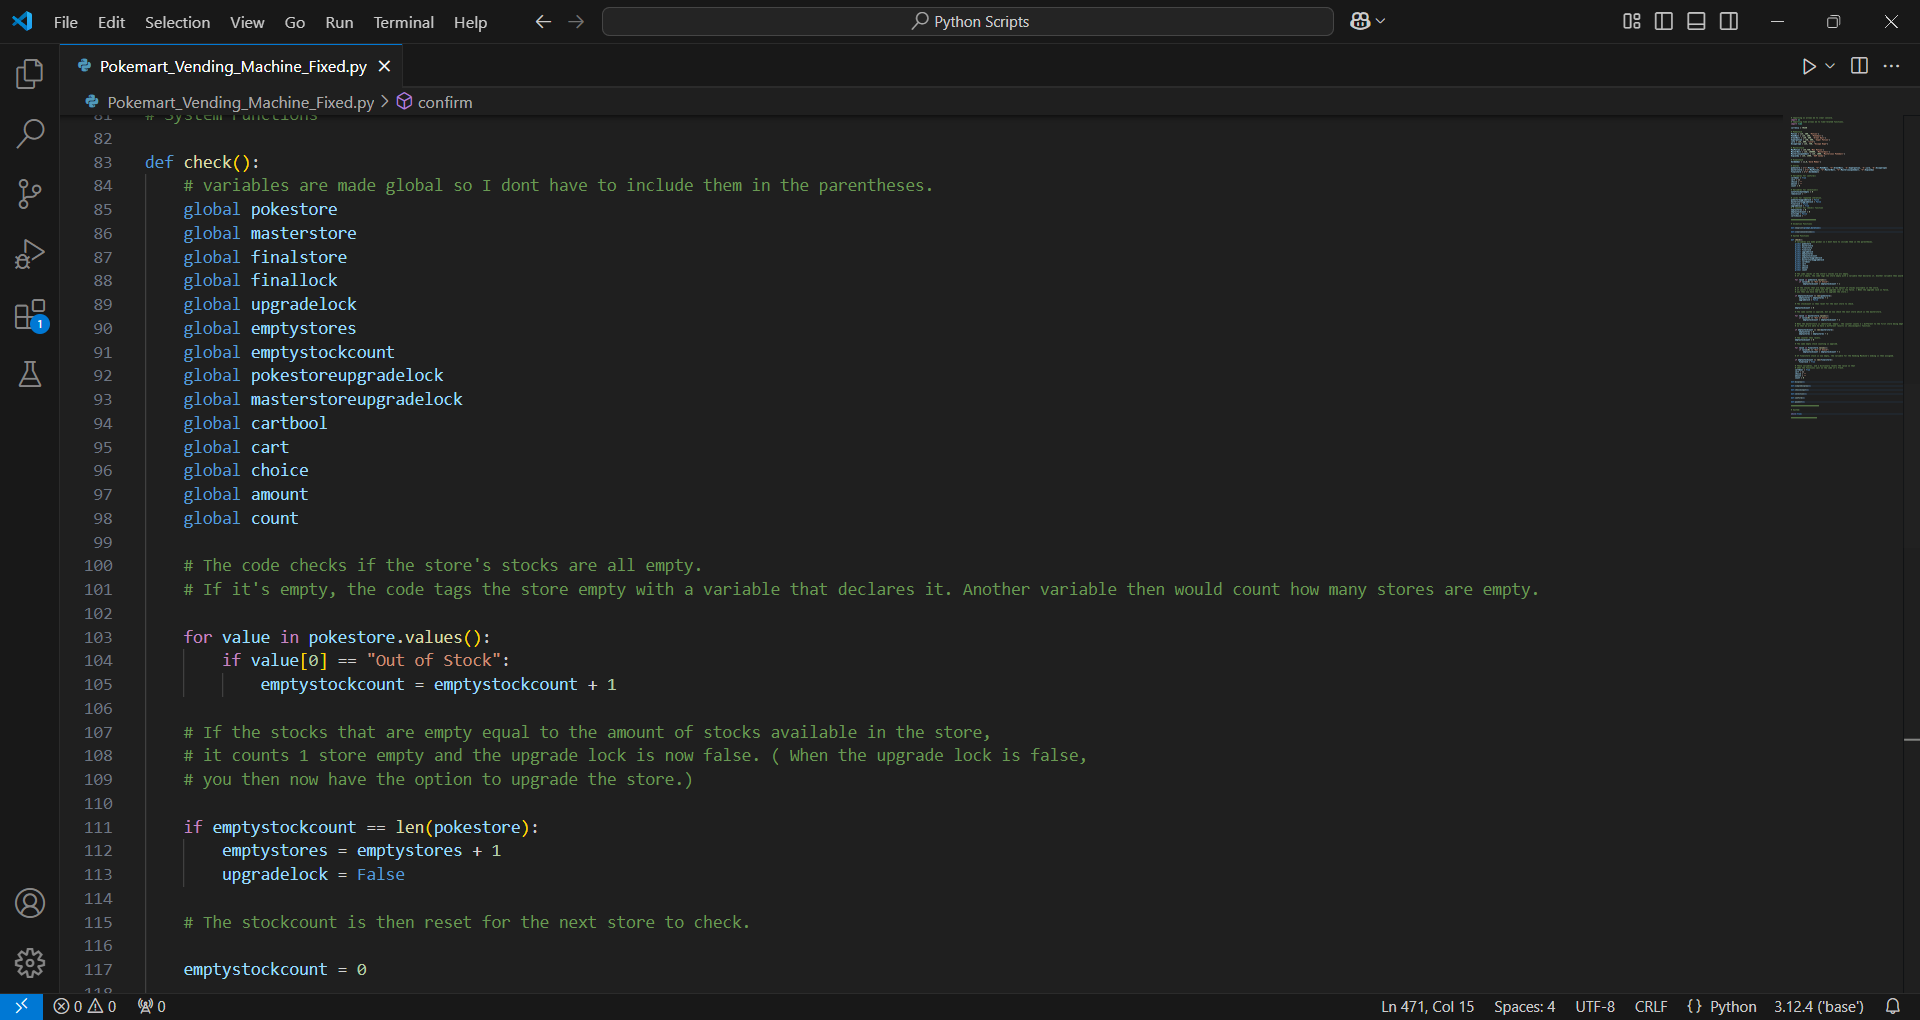 File Edit Selection View Go Run Terminal Help Python Scripts
Pokemart_Vending_Machine_Fixed.py
Pokemart_Vending_Machine_Fixed.py > confirm
81 # System Functions
82
83 def check():
84 # variables are made global so I dont have to include them in the parentheses.
85 global pokestore
86 global masterstore
87 global finalstore
88 global finallock
89 global upgradelock
90 global emptystores
91 global emptystockcount
92 global pokestoreupgradelock
93 global masterstoreupgradelock
94 global cartbool
95 global cart
96 global choice
97 global amount
98 global count
99
100 # The code checks if the store's stocks are all empty.
101 # If it's empty, the code tags the store empty with a variable that declares it. Another variable then would count how many stores are empty.
102
103 for value in pokestore.values():
104 if value[0] == "Out of Stock":
105 emptystockcount = emptystockcount + 1
106
107 # If the stocks that are empty equal to the amount of stocks available in the store,
108 # it counts 1 store empty and the upgrade lock is now false. ( When the upgrade lock is false,
109 # you then now have the option to upgrade the store.)
110
111 if emptystockcount == len(pokestore):
112 emptystores = emptystores + 1
113 upgradelock = False
114
115 # The stockcount is then reset for the next store to check.
116
117 emptystockcount = 0
118
1
0 0 0 Ln 471, Col 15 Spaces: 4 UTF-8 CRLF {} Python 3.12.4 ('base')